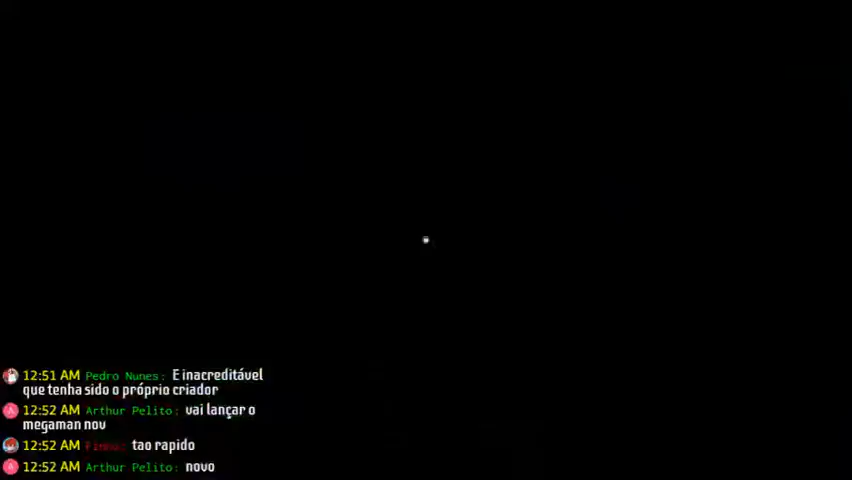 12:51 AM Pedro Nunes: E inacreditável
que tenha sido o próprio criador
12:52 AM Arthur Pelito: vai lançar o
megaman nov
12:52 AM tao rapido
12:52 AM Arthur Pelito: novo